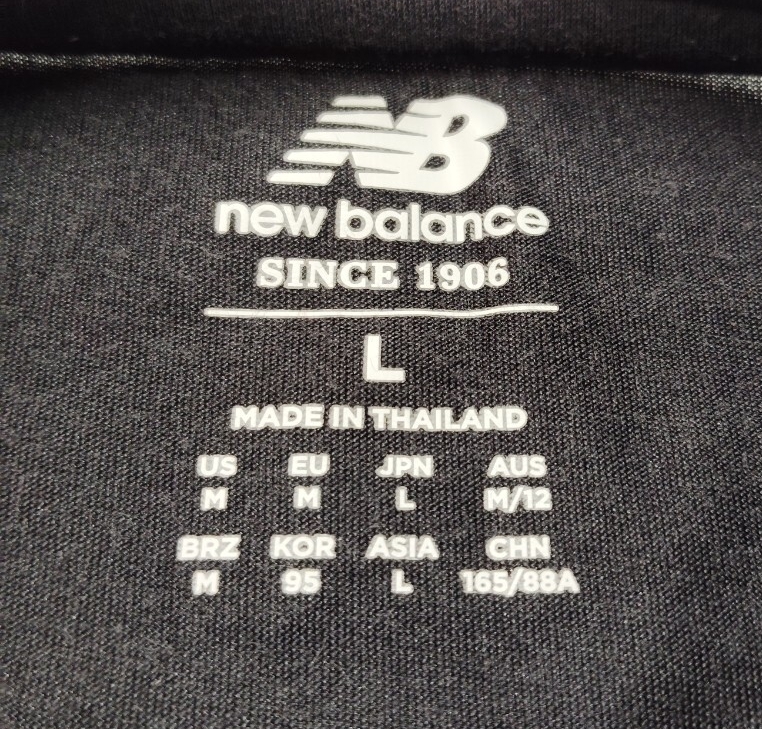 NB
new balance
SINCE 1906
L
MADE IN THAILAND
US EU JPN AUS
M M L M/12
BRZ KOR ASIA CHN
M 95 L 165/88A